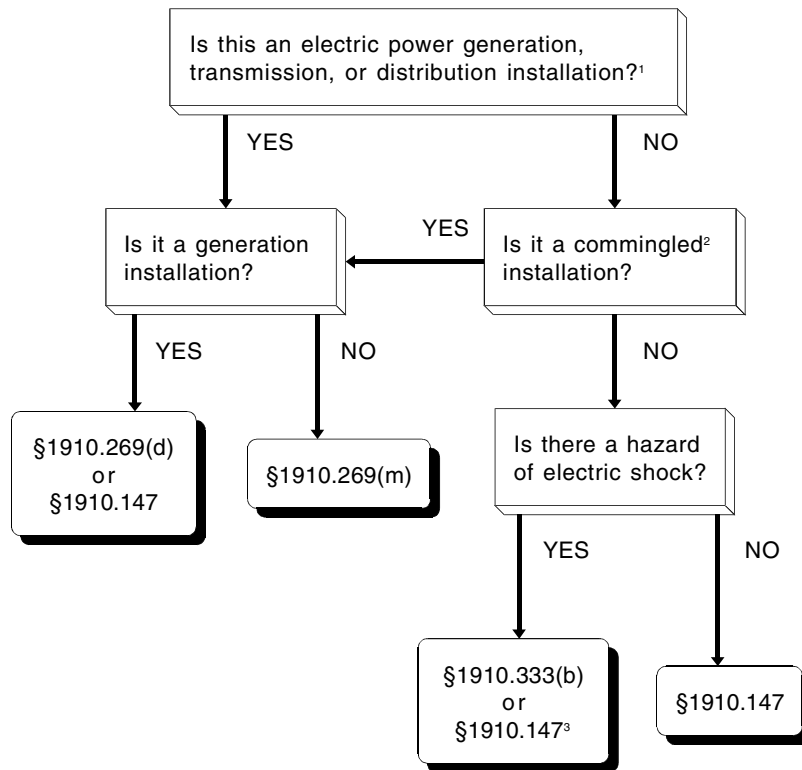 Is this an electric power generation,
transmission, or distribution installation?¹
YES
NO
Is it a generation
installation?
YES
Is it a commingled²
installation?
YES
NO
NO
§1910.269(d)
or
§1910.147
§1910.269(m)
Is there a hazard
of electric shock?
YES
NO
§1910.333(b)
or
§1910.147³
§1910.147